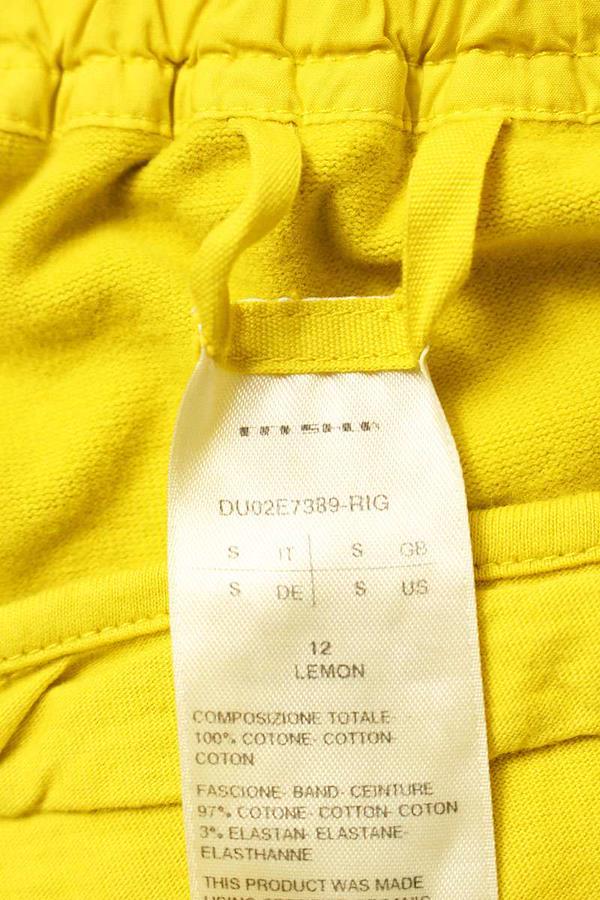 DU02E7389-RIG
S IT S GB
S DE S US
12
LEMON
COMPOSIZIONE TOTALE-
100% COTONE- COTTON-
COTON
FASCIONE- BAND- CEINTURE
97% COTONE- COTTON- COTON
3% ELASTAN- ELASTANE-
ELASTHANNE
THIS PRODUCT WAS MADE